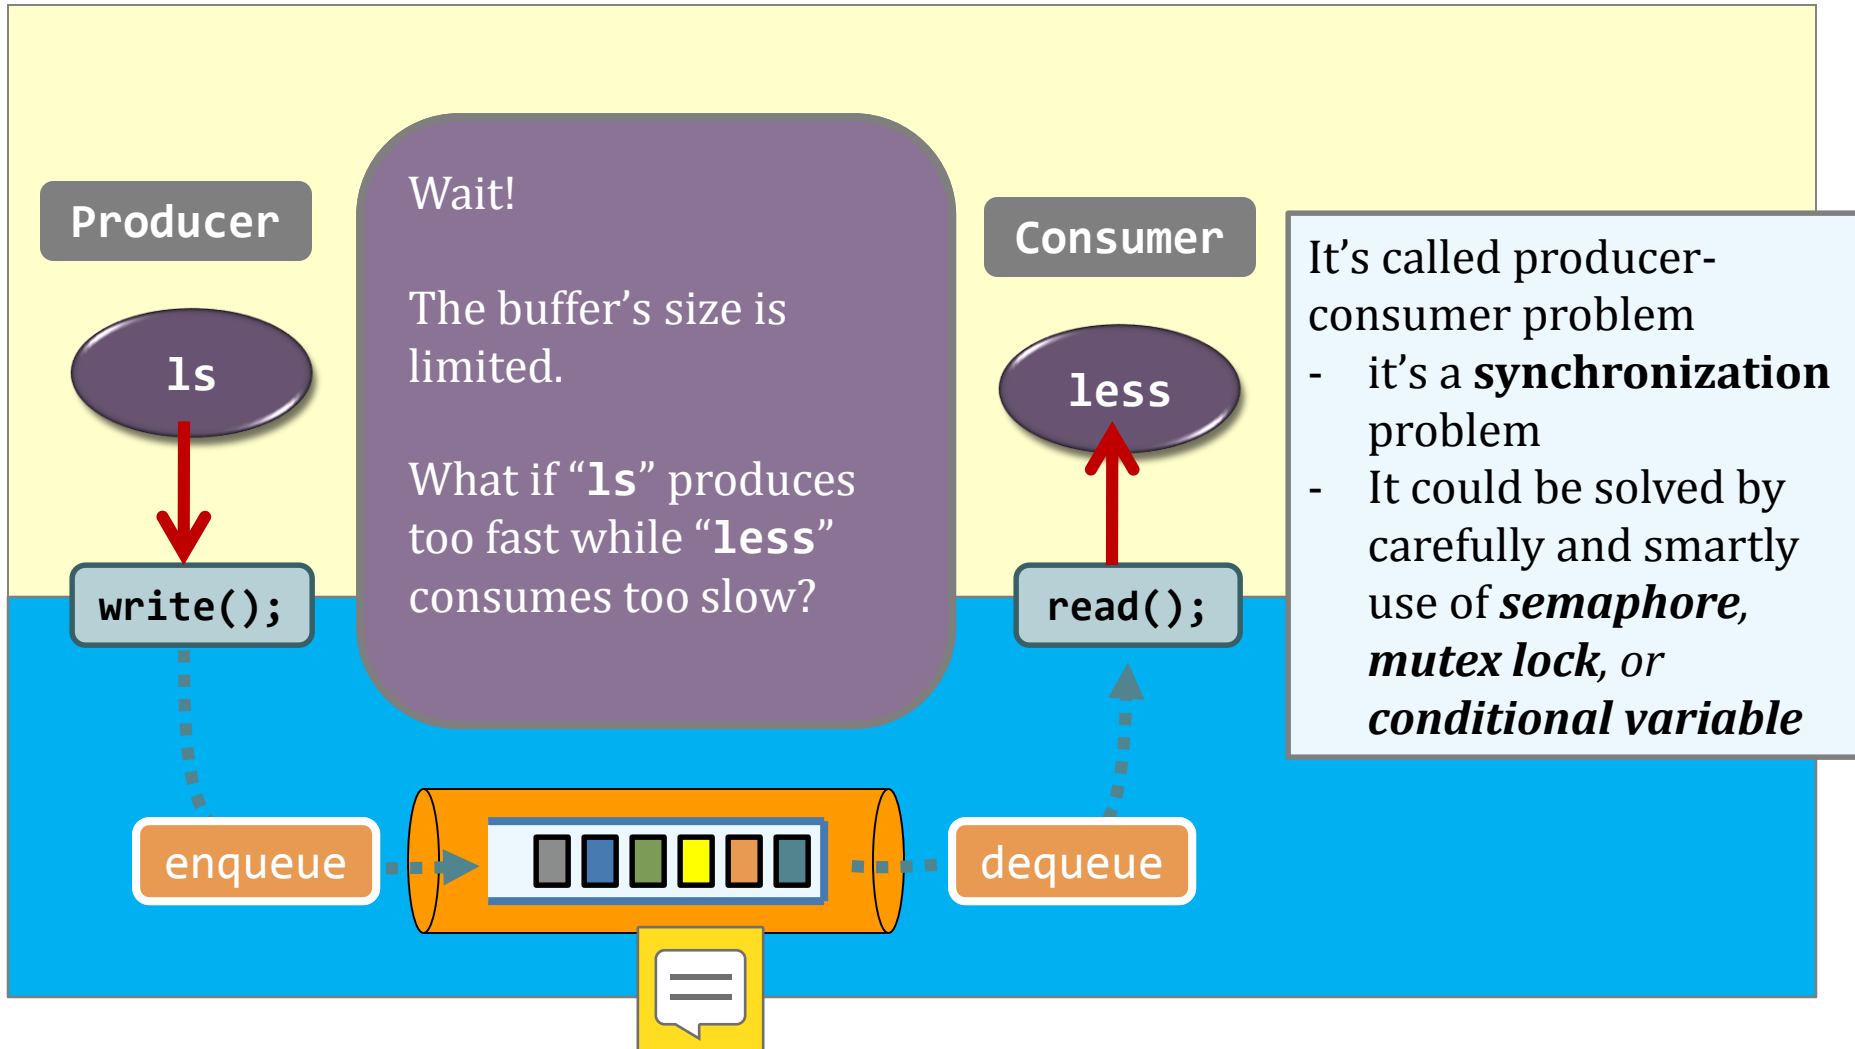 Producer
ls
write();
enqueue
Wait!
The buffer’s size is
limited.
What if “ls” produces
too fast while “less”
consumes too slow?
Consumer
less
read();
dequeue
It’s called producer-
consumer problem
- it’s a synchronization
problem
- It could be solved by
carefully and smartly
use of semaphore,
mutex lock, or
conditional variable